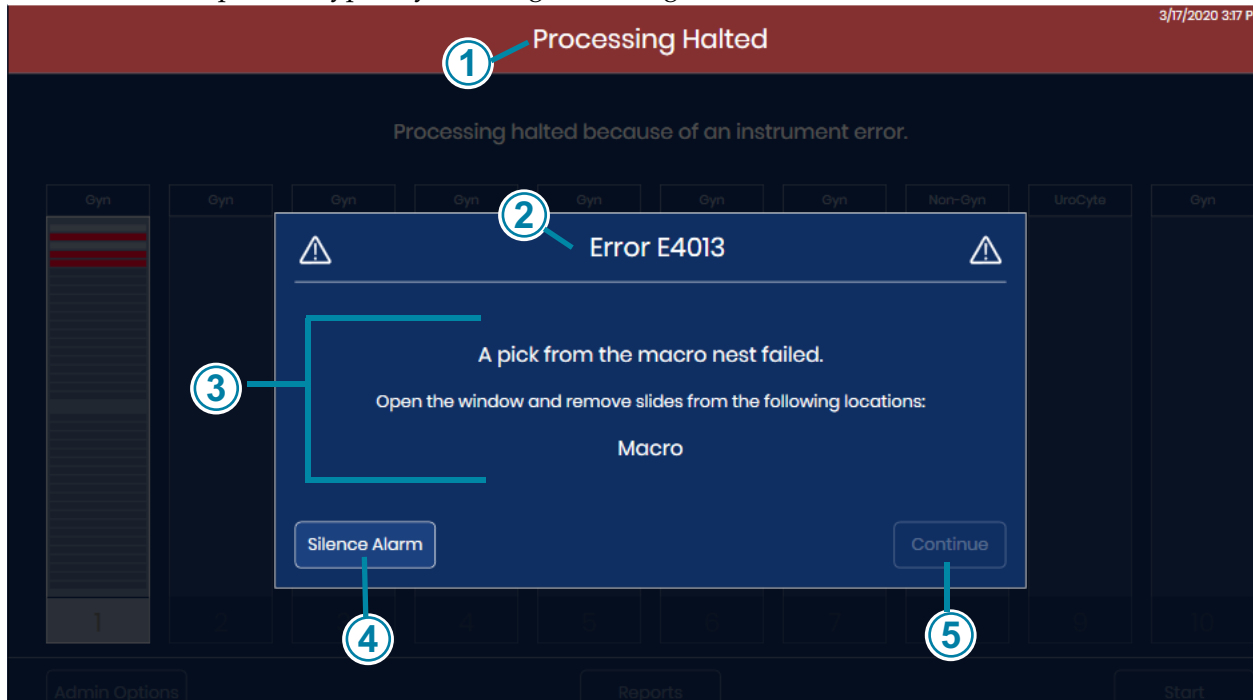 3/17/2020 3:17 P
Processing Halted
1
Processing halted because of an instrument error.
Gyn Gyn Gyn Gyn Gyn Gyn Gyn Non-Gyn UroCyte Gyn
2
Error E4013
A pick from the macro nest failed.
3
Open the window and remove slides from the following locations:
Macro
Silence Alarm Continue
1 2 3 4 5 6 7 9 10
4 5
Admin Options Reports Start